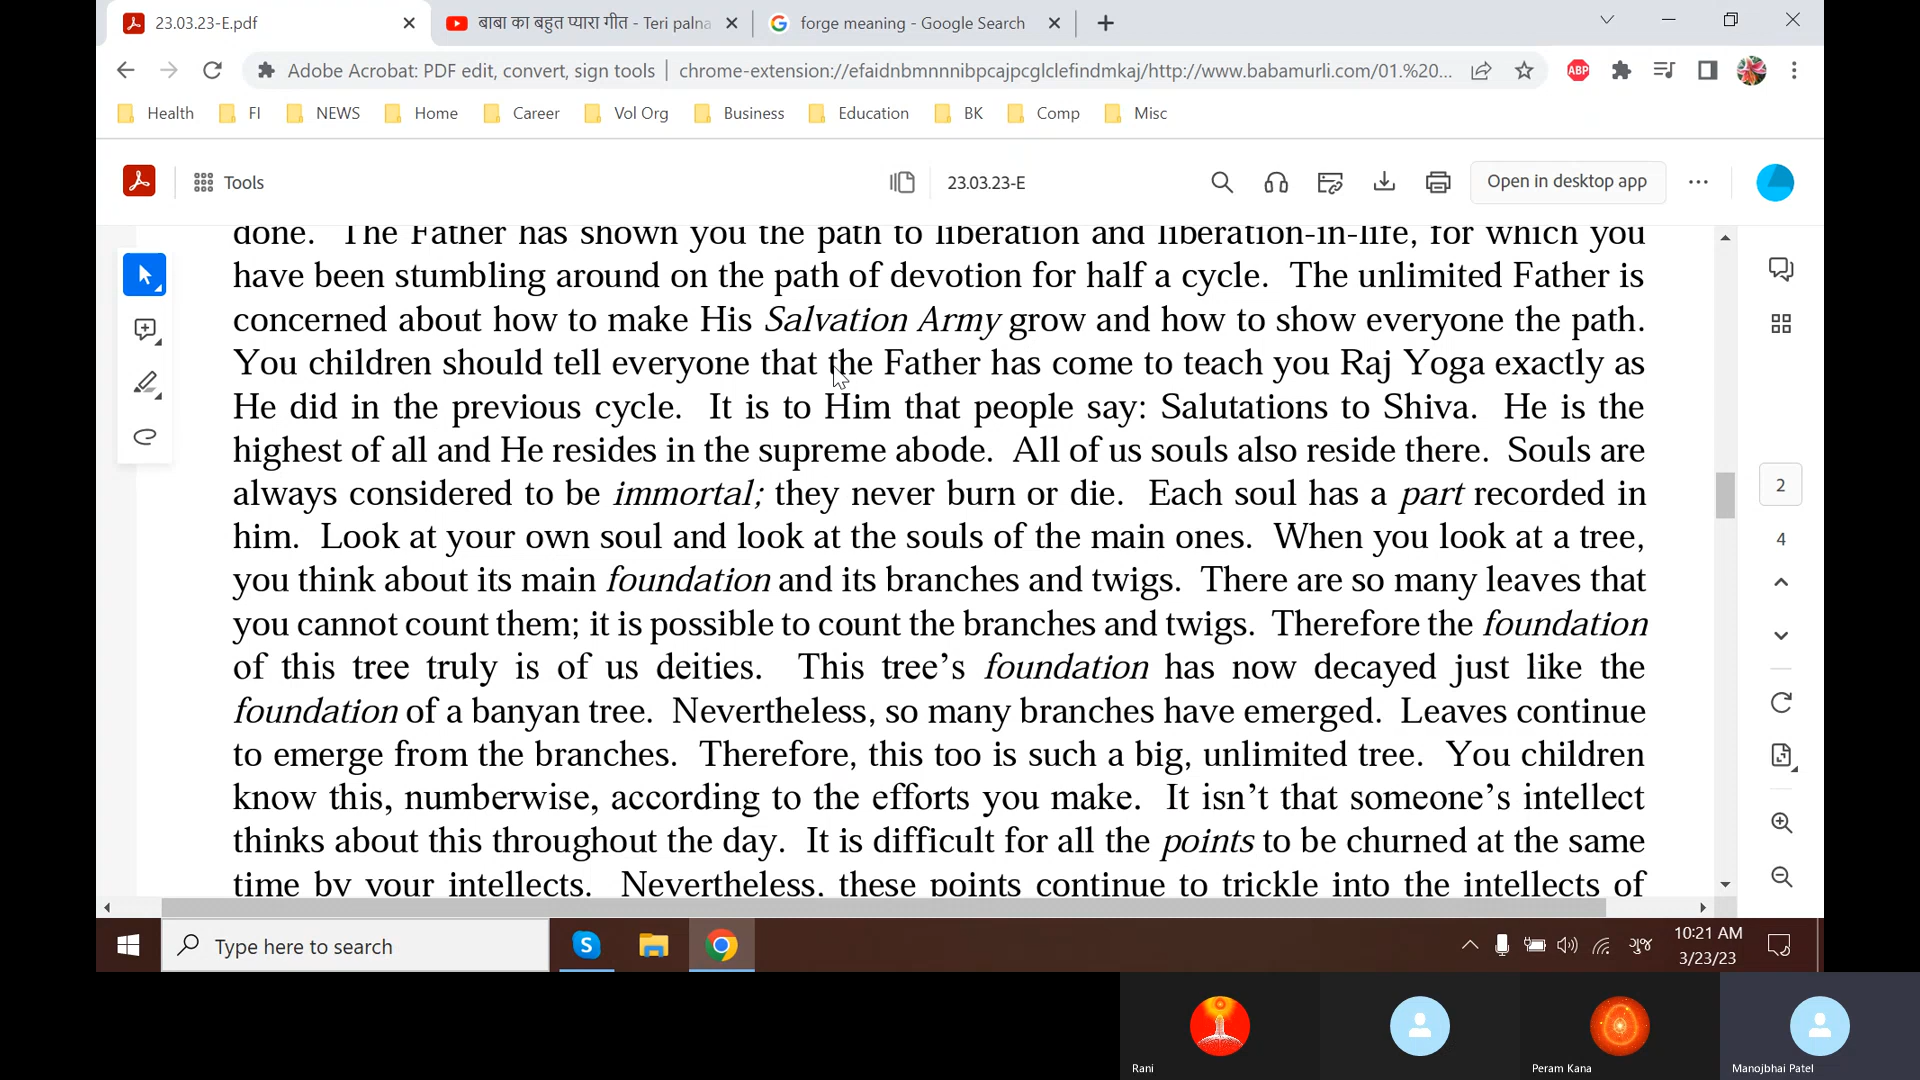 23.03.23-E.pdf
बाबा का बहुत प्यारा गीत - Teri palna
forge meaning - Google Search
Adobe Acrobat: PDF edit, convert, sign tools
chrome-extension://efaidnbmnnnibpcajpcglclefindmkaj/http://www.babamurli.com/01.%20...
ABP
Health FI NEWS Home Career Vol Org Business Education BK Comp Misc
Tools
23.03.23-E
Open in desktop app
done. The Father has shown you the path to liberation and liberation-in-life, for which you
have been stumbling around on the path of devotion for half a cycle. The unlimited Father is
concerned about how to make His Salvation Army grow and how to show everyone the path.
You children should tell everyone that the Father has come to teach you Raj Yoga exactly as
He did in the previous cycle. It is to Him that people say: Salutations to Shiva. He is the
highest of all and He resides in the supreme abode. All of us souls also reside there. Souls are
always considered to be immortal; they never burn or die. Each soul has a part recorded in
him. Look at your own soul and look at the souls of the main ones. When you look at a tree,
you think about its main foundation and its branches and twigs. There are so many leaves that
you cannot count them; it is possible to count the branches and twigs. Therefore the foundation
of this tree truly is of us deities. This tree’s foundation has now decayed just like the
foundation of a banyan tree. Nevertheless, so many branches have emerged. Leaves continue
to emerge from the branches. Therefore, this too is such a big, unlimited tree. You children
know this, numberwise, according to the efforts you make. It isn’t that someone’s intellect
thinks about this throughout the day. It is difficult for all the points to be churned at the same
time by your intellects. Nevertheless, these points continue to trickle into the intellects of
2
4
Type here to search
ગુજ
10:21 AM
3/23/23
Rani
Peram Kana
Manojbhai Patel